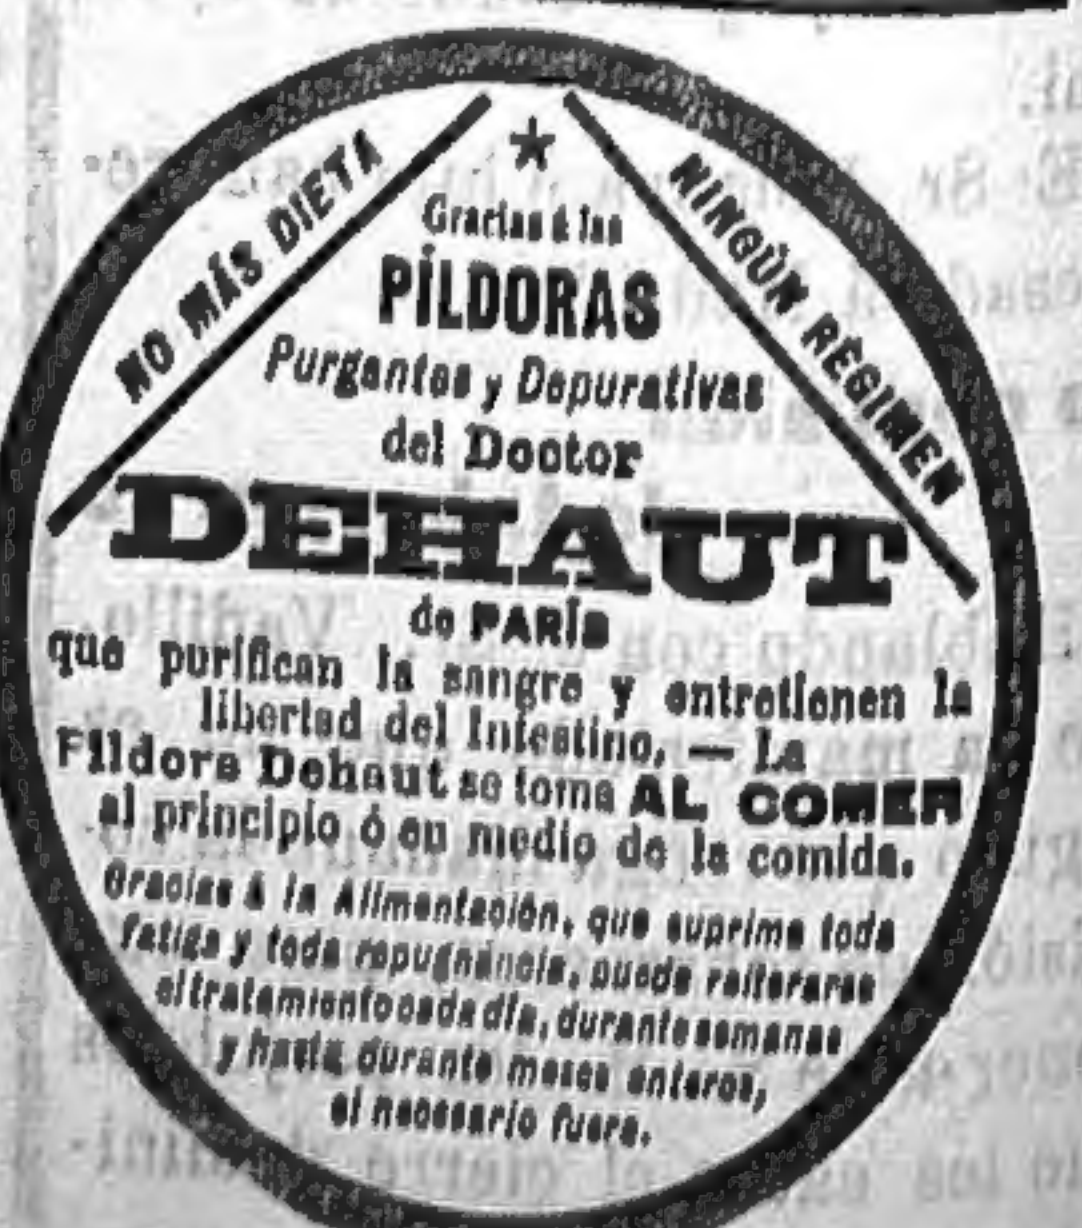 NO MÁS DIETA
NINGÚN RÉGIMEN
Gracias á las
PÍLDORAS
Purgantes y Depurativas
del Doctor
DEHAUT
de PARÍS
que purifican la sangre y entretienen la
libertad del Intestino, — La
Píldora Dehaut se toma AL COMER
al principio ó en medio de la comida.
Gracias á la Alimentación, que suprime toda
fatiga y toda repugnáncia, puede reiterarse
el tratamiento cada día, durante semanas
y hasta durante meses enteros,
si necessario fuera.